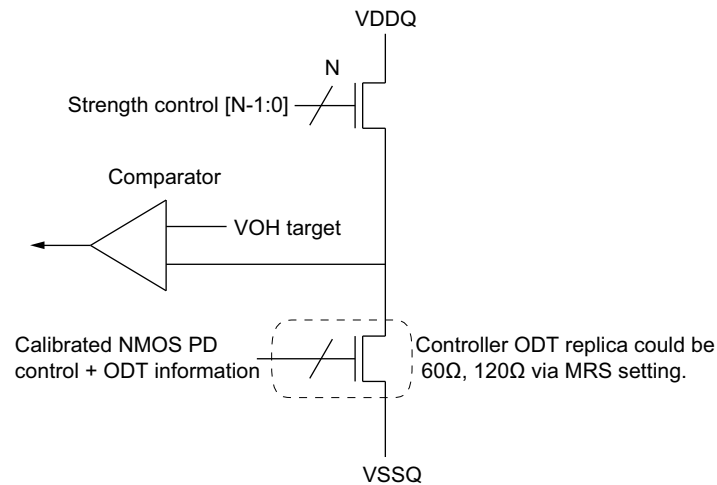 VDDQ
N
Strength control [N-1:0]
Comparator
VOH target
Calibrated NMOS PD
control + ODT information
Controller ODT replica could be
60Ω, 120Ω via MRS setting.
VSSQ